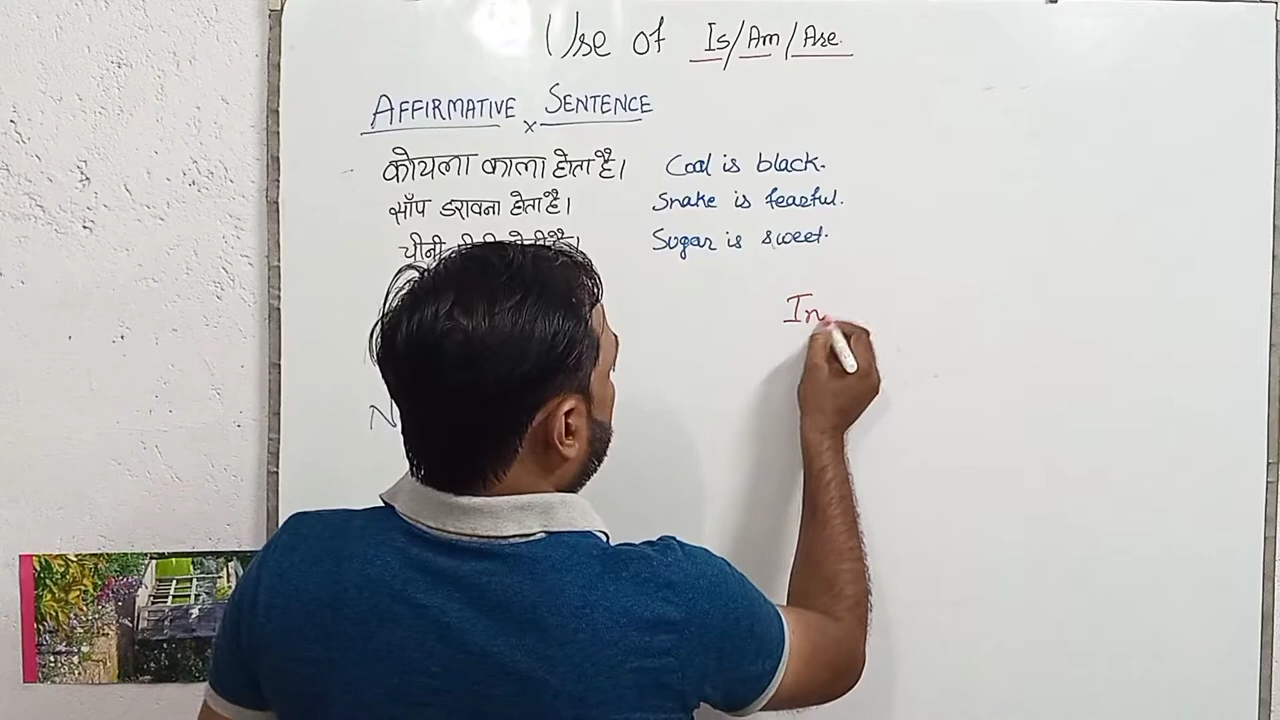 Use of Is/Am/Are.
AFFIRMATIVE SENTENCE
कोयला काला होता है। Coal is black.
साँप डरावना होता है। Snake is fearful.
चीनी Sugar is sweet.
In
N